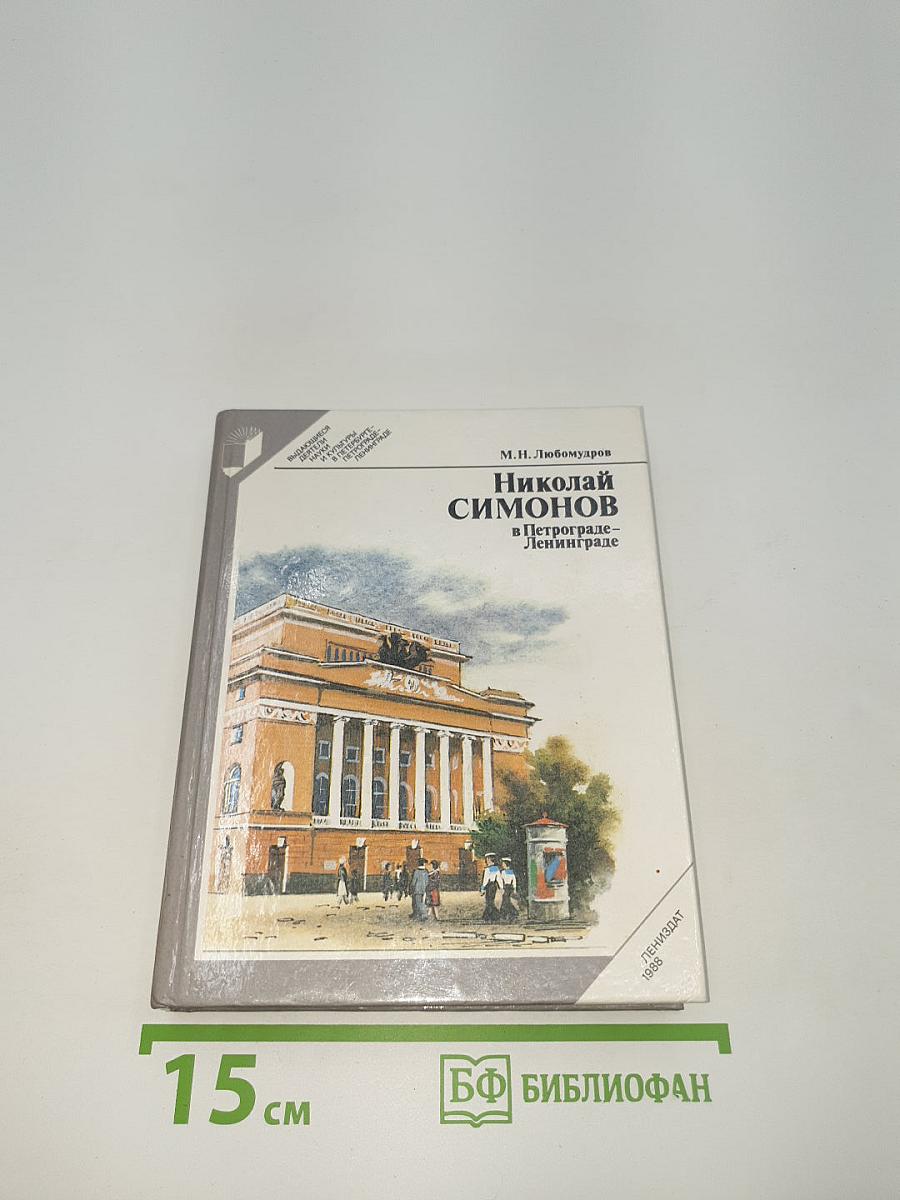 ВЫДАЮЩИЕСЯ
ДЕЯТЕЛИ
НАУКИ
И КУЛЬТУРЫ
В ПЕТЕРБУРГЕ–
ПЕТРОГРАДЕ–
ЛЕНИНГРАДЕ
М.Н. Любомудров
Николай
СИМОНОВ
в Петрограде–
Ленинграде
ЛЕНИЗДАТ
1988
15 см
БФ БИБЛИОФАН